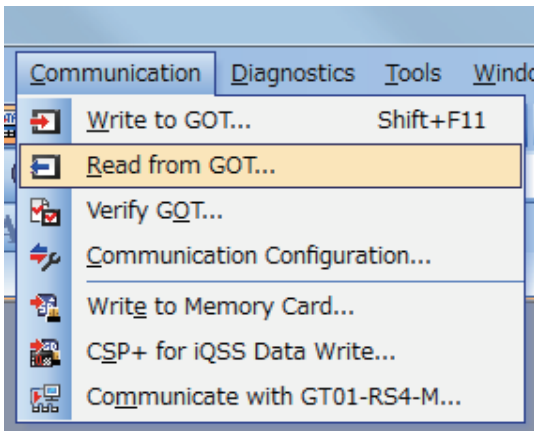 Communication Diagnostics Tools
Write to GOT... Shift+F11
Read from GOT...
Verify GOT...
Communication Configuration...
Write to Memory Card...
CSP+ for iQSS Data Write...
Communicate with GT01-RS4-M...